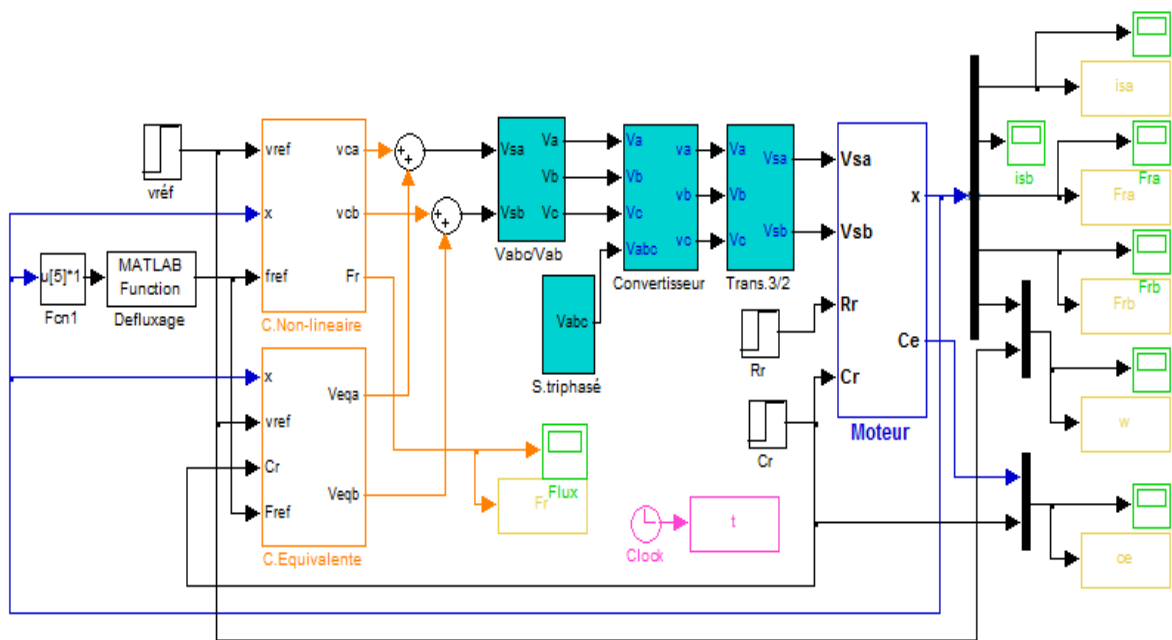 vréf
u[5]*1
Fcn1
MATLAB
Function
Defluxage
vref
x
fref
vca
vcb
Fr
C.Non-lineaire
x
vref
Cr
Fref
Veqa
Veqb
C.Equivalente
+
+
+
+
Vsa
Vsb
Va
Vb
Vc
Vabc/Vab
Vabc
S.triphasé
Va
Vb
Vc
Vabc
va
vb
vc
Convertisseur
Va
Vb
Vc
Vsa
Vsb
Trans.3/2
Rr
Cr
Vsa
Vsb
Rr
Cr
x
Ce
Moteur
Flux
Fr
Clock
t
isa
isb
Fra
Fra
Frb
Frb
w
ce